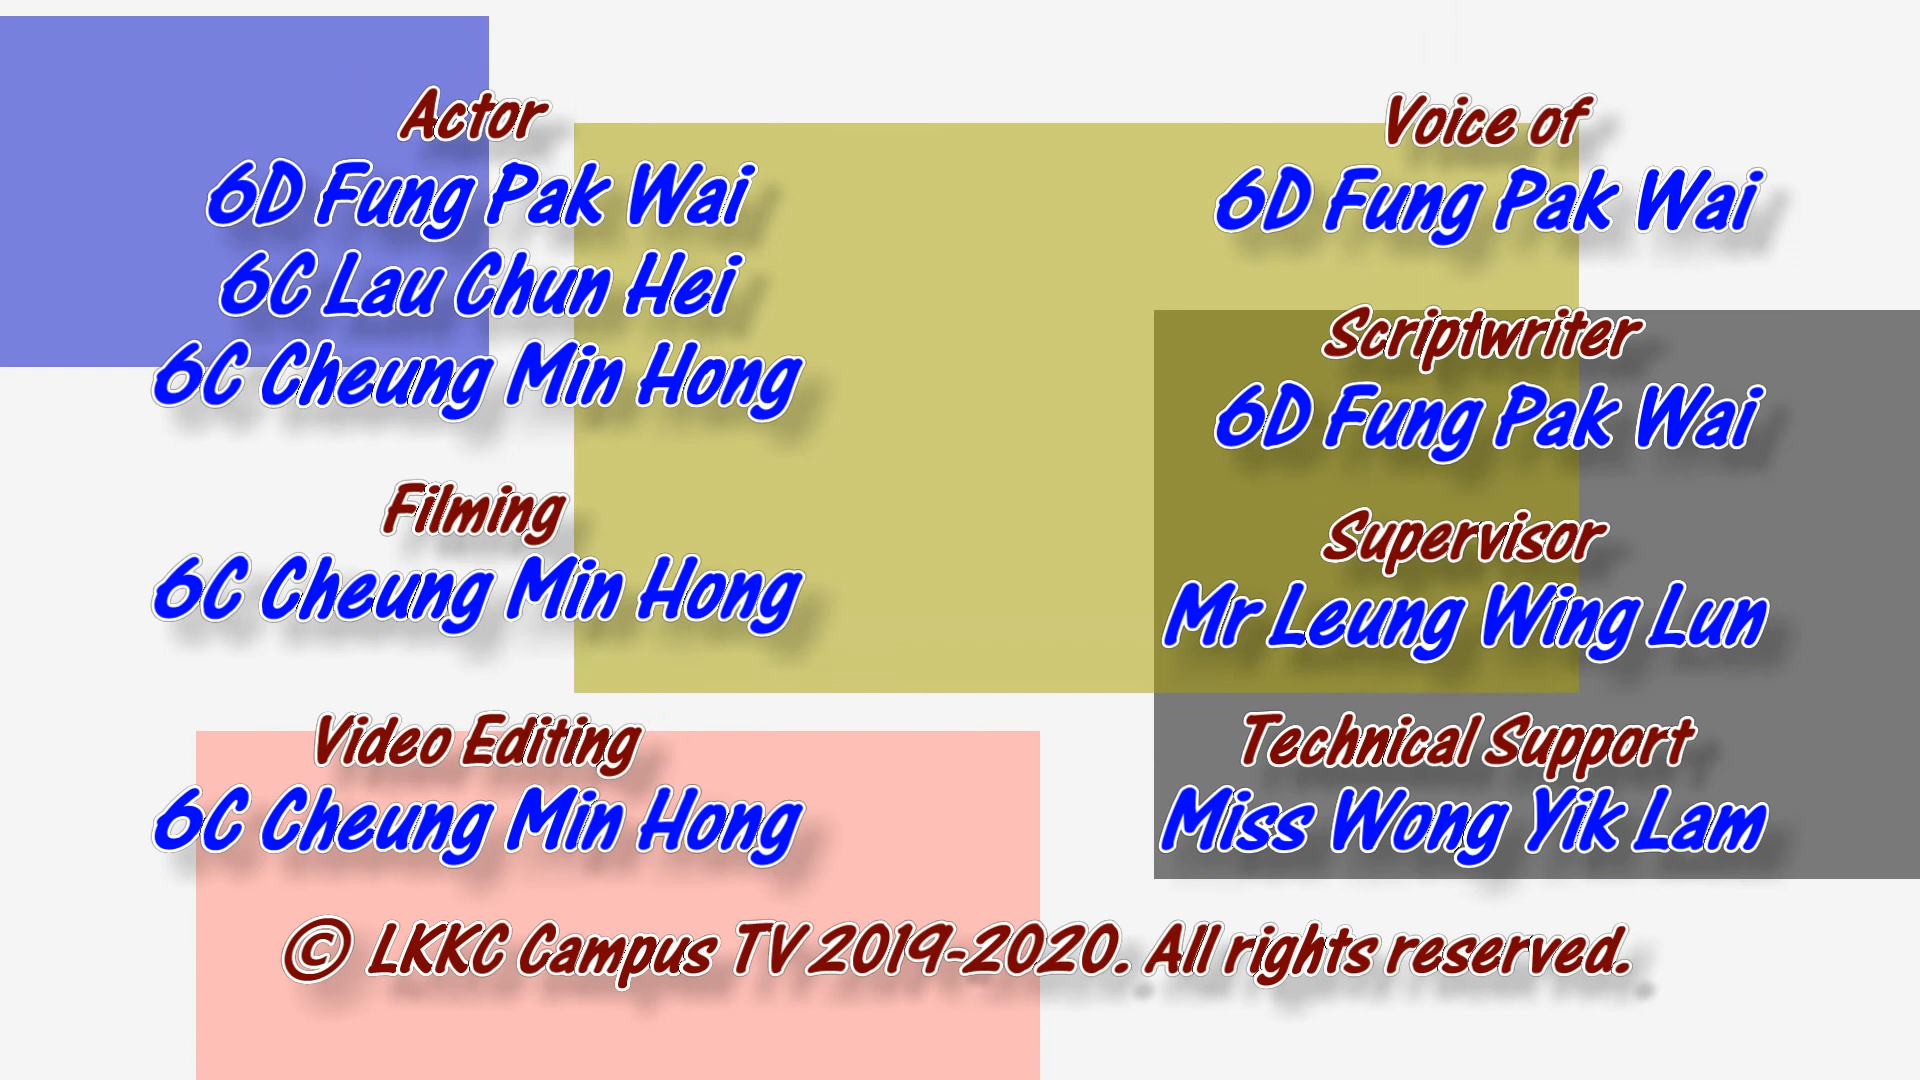 Actor
6D Fung Pak Wai
6C Lau Chun Hei
6C Cheung Min Hong
Filming
6C Cheung Min Hong
Video Editing
6C Cheung Min Hong
Voice of
6D Fung Pak Wai
Scriptwriter
6D Fung Pak Wai
Supervisor
Mr Leung Wing Lun
Technical Support
Miss Wong Yik Lam
© LKKC Campus TV 2019-2020. All rights reserved.